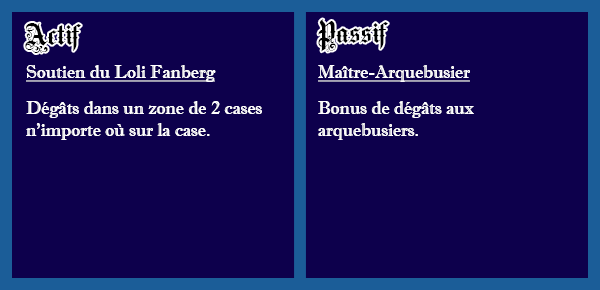 Actif
Soutien du Loli Fanberg
Dégâts dans un zone de 2 cases
n'importe où sur la case.
Passif
Maître-Arquebusier
Bonus de dégâts aux
arquebusiers.